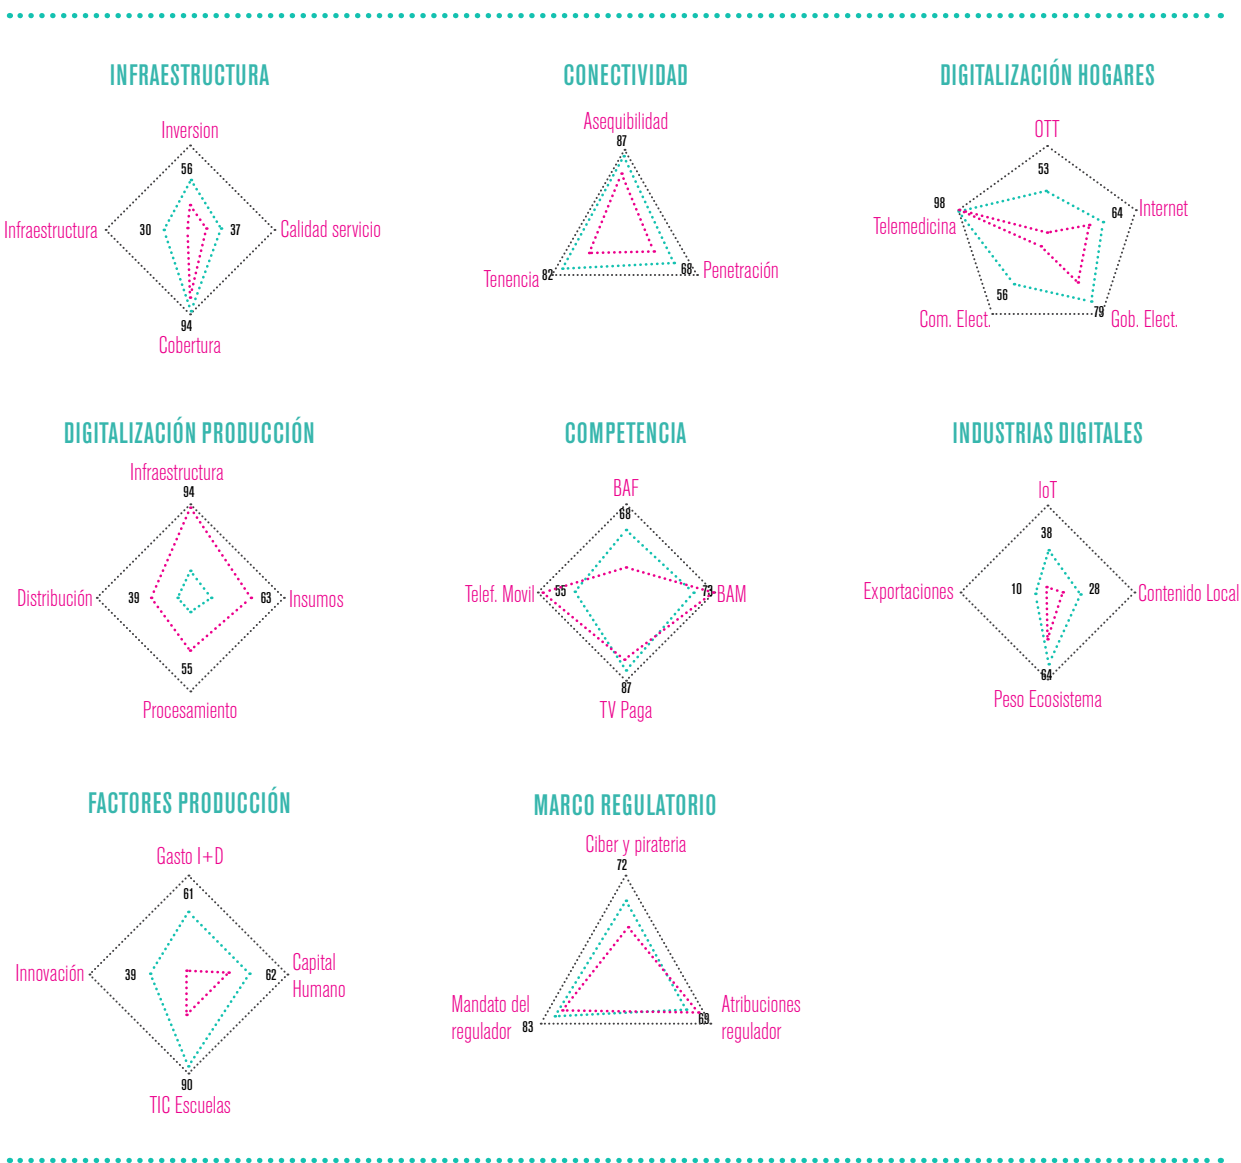 INFRAESTRUCTURA
Inversion
56
Infraestructura
30
37
Calidad servicio
94
Cobertura
CONECTIVIDAD
Asequibilidad
87
Tenencia
82
68
Penetración
DIGITALIZACIÓN HOGARES
OTT
53
98
Telemedicina
64
Internet
56
Com. Elect.
79
Gob. Elect.
DIGITALIZACIÓN PRODUCCIÓN
Infraestructura
94
Distribución
39
63
Insumos
55
Procesamiento
COMPETENCIA
BAF
68
Telef. Movil
55
73
BAM
87
TV Paga
INDUSTRIAS DIGITALES
IoT
38
Exportaciones
10
28
Contenido Local
64
Peso Ecosistema
FACTORES PRODUCCIÓN
Gasto I+D
61
Innovación
39
62
Capital
Humano
90
TIC Escuelas
MARCO REGULATORIO
Ciber y pirateria
72
Mandato del
regulador
83
69
Atribuciones
regulador